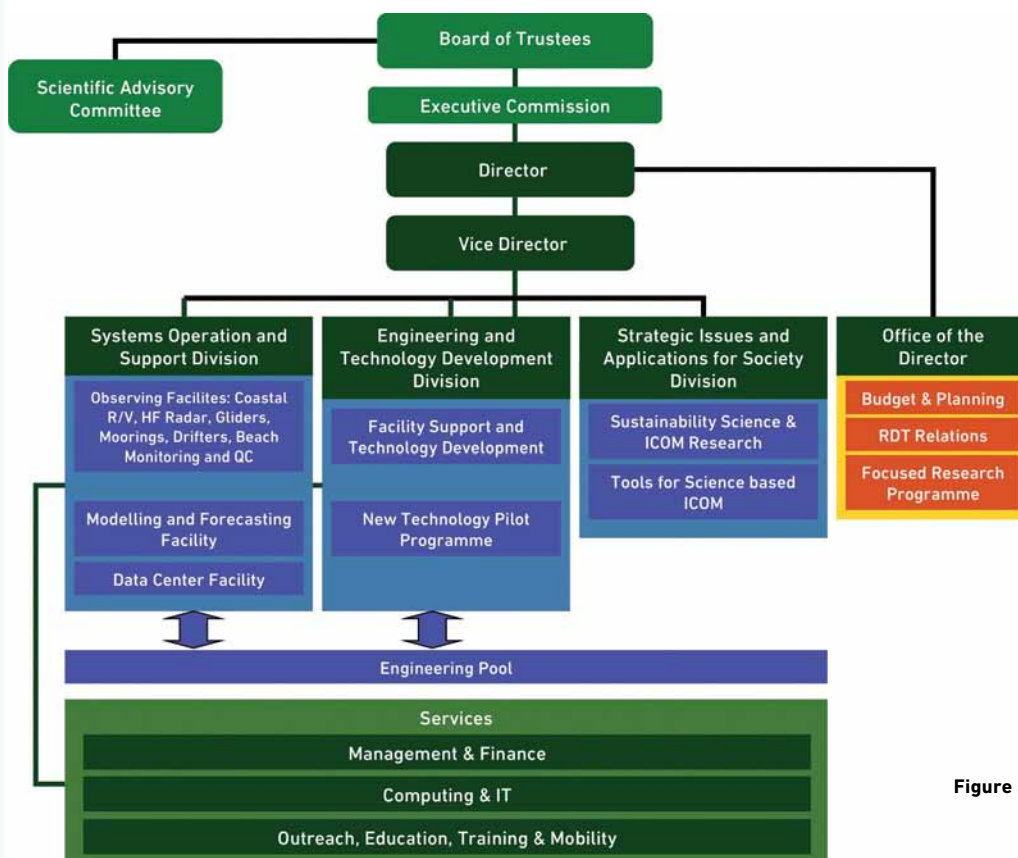 Board of Trustees
Scientific Advisory
Committee
Executive Commission
Director
Vice Director
Systems Operation and
Support Division
Observing Facilites: Coastal
R/V, HF Radar, Gliders,
Moorings, Drifters, Beach
Monitoring and QC
Modelling and Forecasting
Facility
Data Center Facility
Engineering and
Technology Development
Division
Facility Support and
Technology Development
New Technology Pilot
Programme
Strategic Issues and
Applications for Society
Division
Sustainability Science &
ICOM Research
Tools for Science based
ICOM
Office of the
Director
Budget & Planning
RDT Relations
Focused Research
Programme
Engineering Pool
Services
Management & Finance
Computing & IT
Outreach, Education, Training & Mobility
Figure